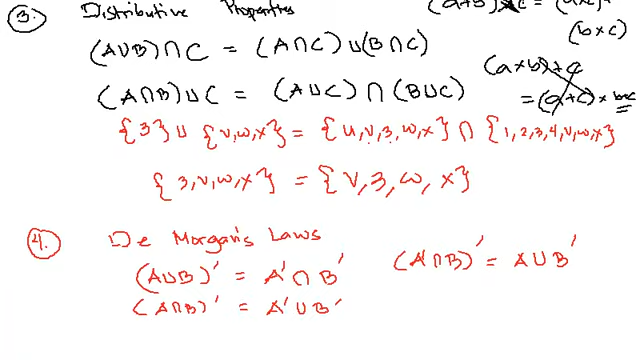 3. Distributive Properties
(A∪B)∩C = (A∩C)∪(B∩C)
(A∩B)∪C = (A∪C)∩(B∪C)
{3}∪{v,w,x} = {u,v,3,w,x}∩{1,2,3,4,v,w,x}
{3,v,w,x} = {v,3,w,x}
(b×c)
(a×b)+c
=(a+c)×
4. De Morgan's Laws
(A∪B)' = A'∩B'
(A∩B)' = A'∪B'
(A∩B)' = A∪B'